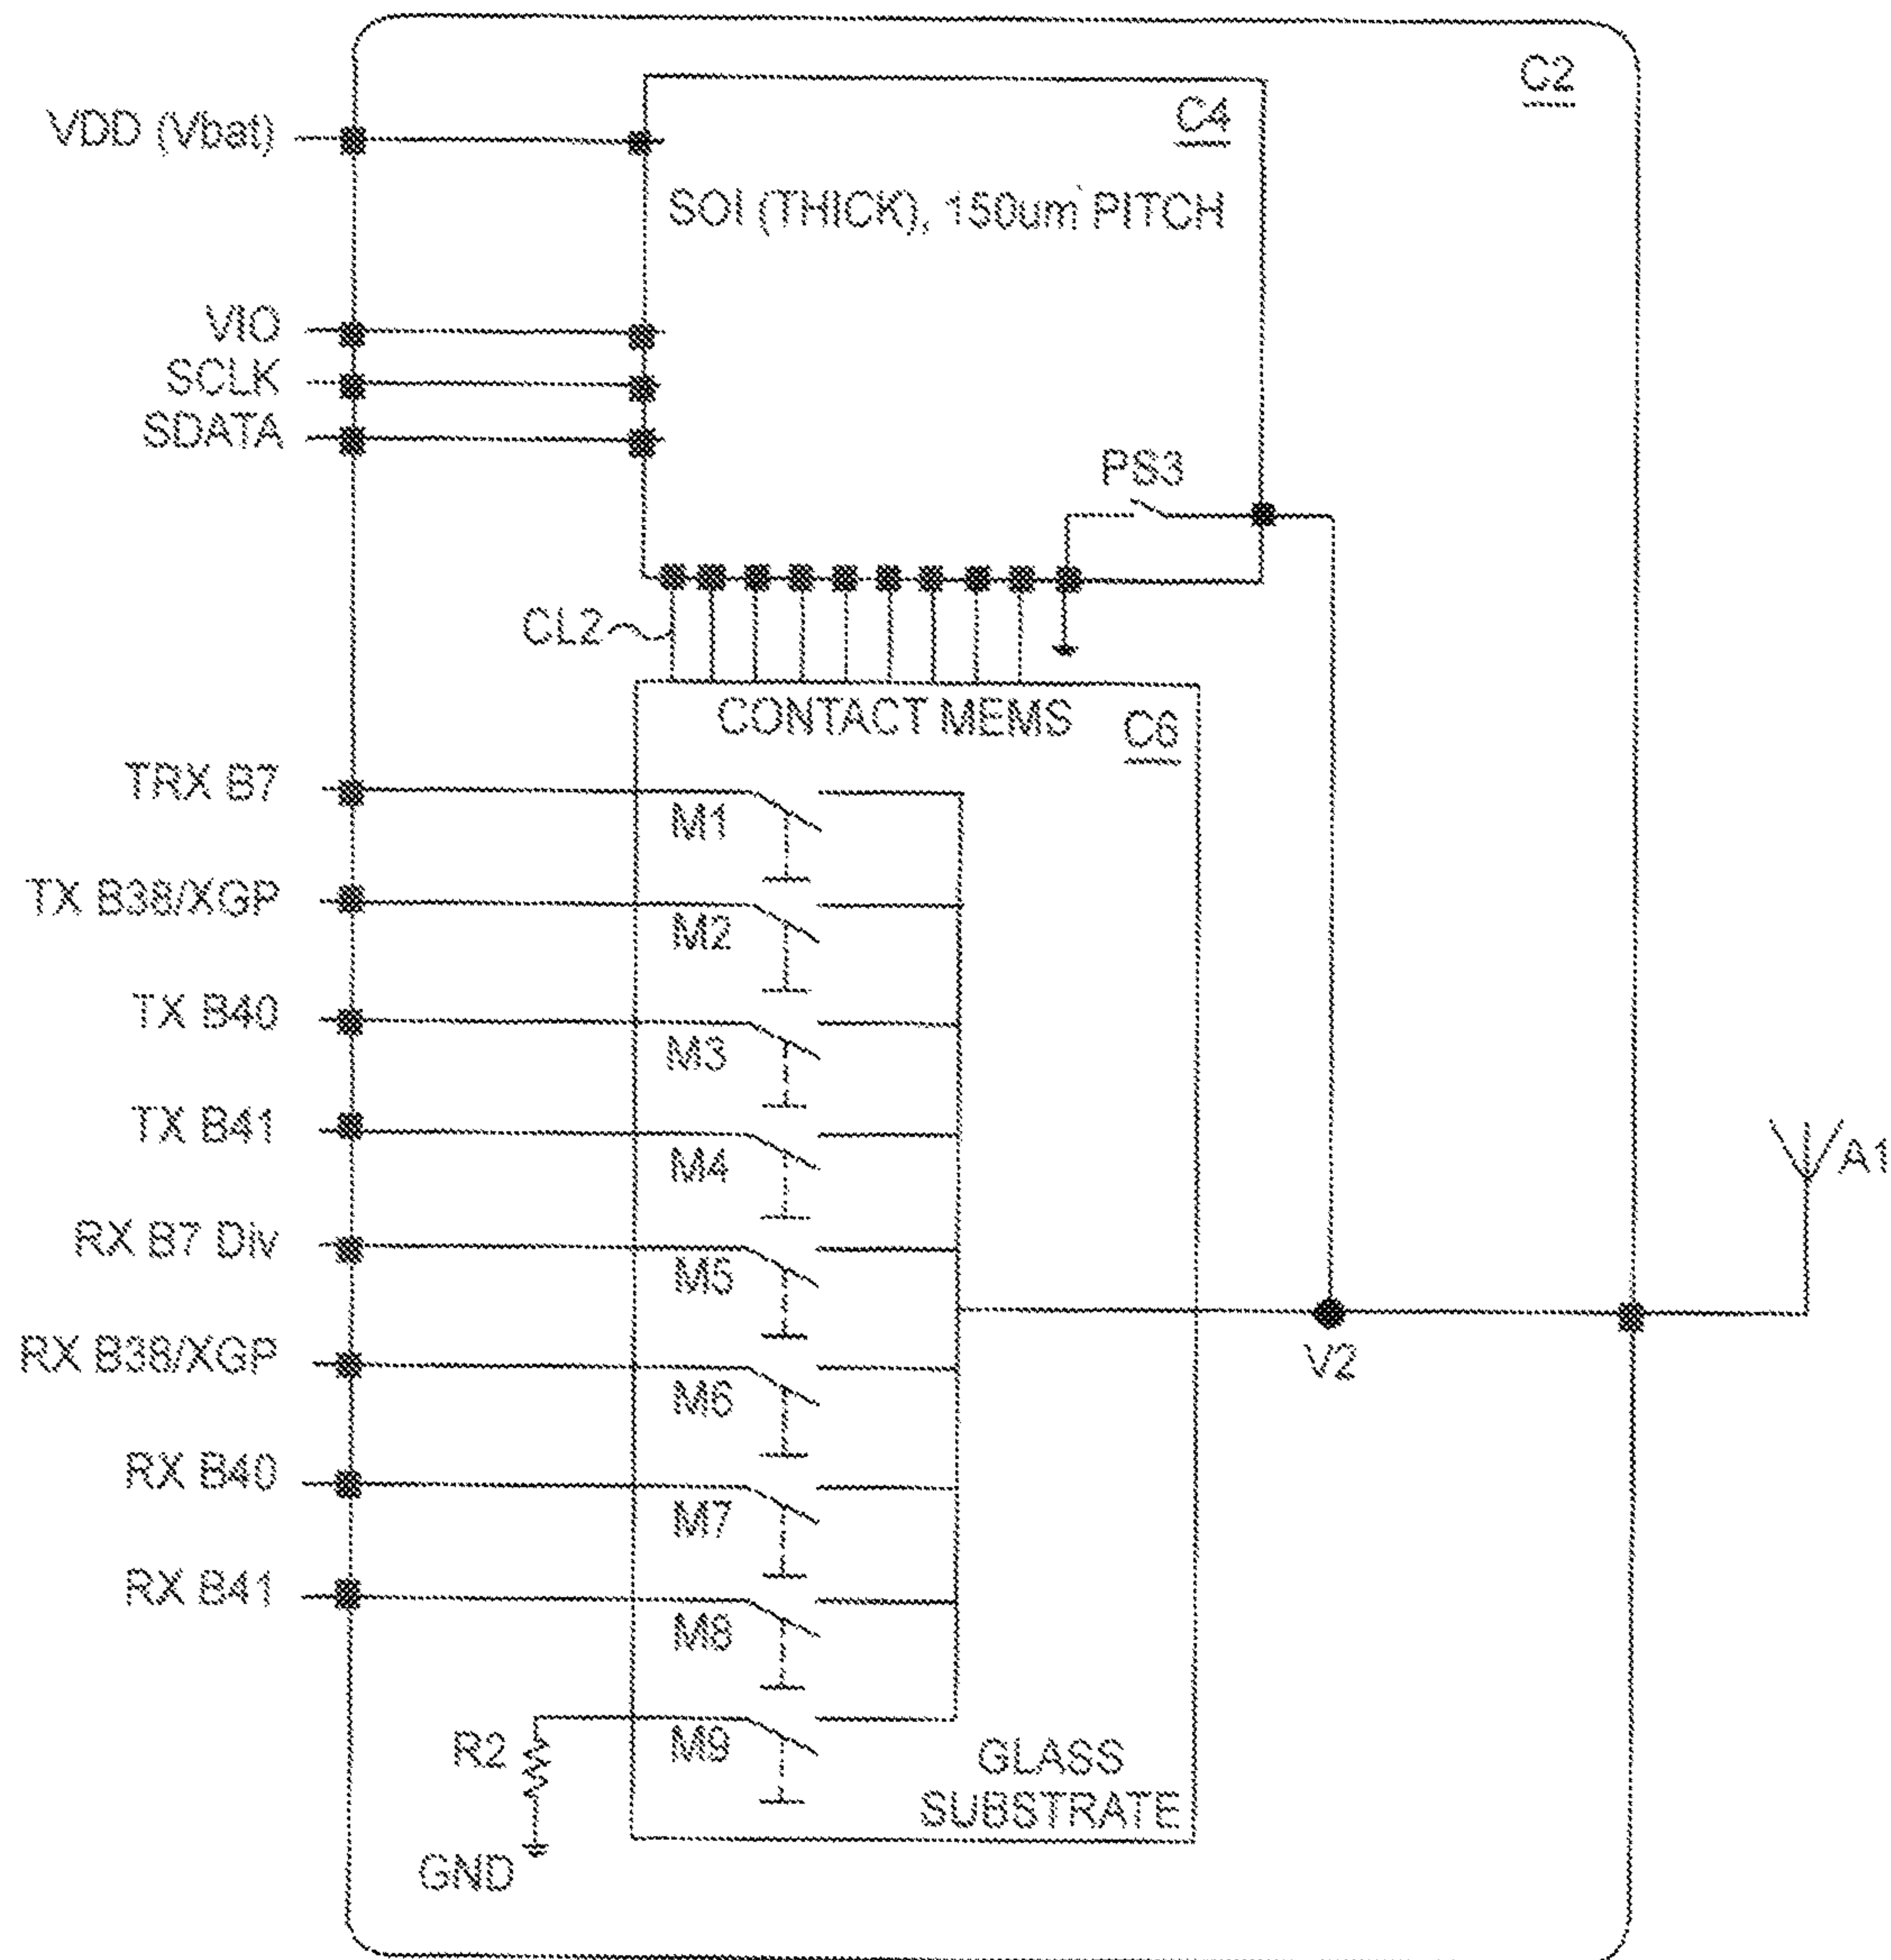 C2
C4
VDD (Vbat)
SOI (THICK), 150um PITCH
VIO
SCLK
SDATA
PS3
CL2
CONTACT MEMS
C6
TRX B7
M1
TX B38/XGP
M2
TX B40
M3
TX B41
M4
A1
RX B7 Div
M5
RX B38/XGP
V2
M6
RX B40
M7
RX B41
M8
R2
M9
GLASS
SUBSTRATE
GND